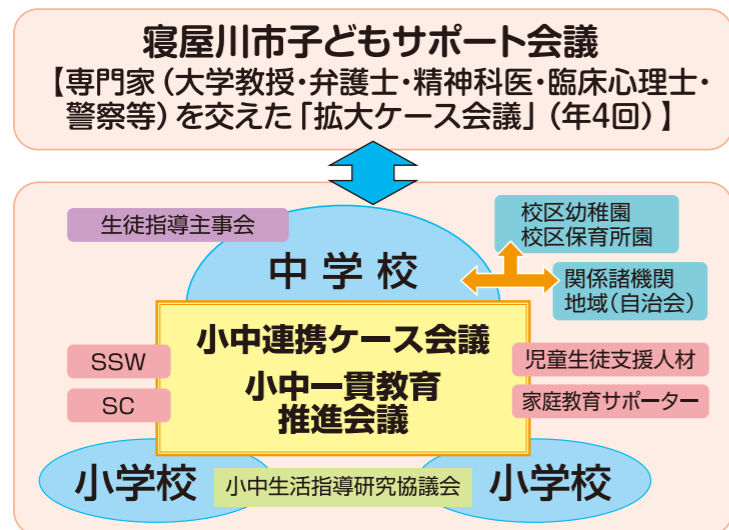 寝屋川市子どもサポート会議
【専門家（大学教授・弁護士・精神科医・臨床心理士・
警察等）を交えた「拡大ケース会議」（年4回）】
生徒指導主事会
校区幼稚園
校区保育所園
中学校
関係諸機関
地域（自治会）
小中連携ケース会議
SSW
児童生徒支援人材
小中一貫教育
推進会議
SC
家庭教育サポーター
小学校
小中生活指導研究協議会
小学校